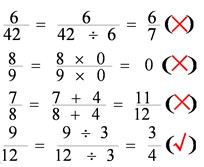 6/42 = 6/(42 ÷ 6) = 6/7 (×)
8/9 = (8 × 0)/(9 × 0) = 0 (×)
7/8 = (7 + 4)/(8 + 4) = 11/12 (×)
9/12 = (9 ÷ 3)/(12 ÷ 3) = 3/4 (√)